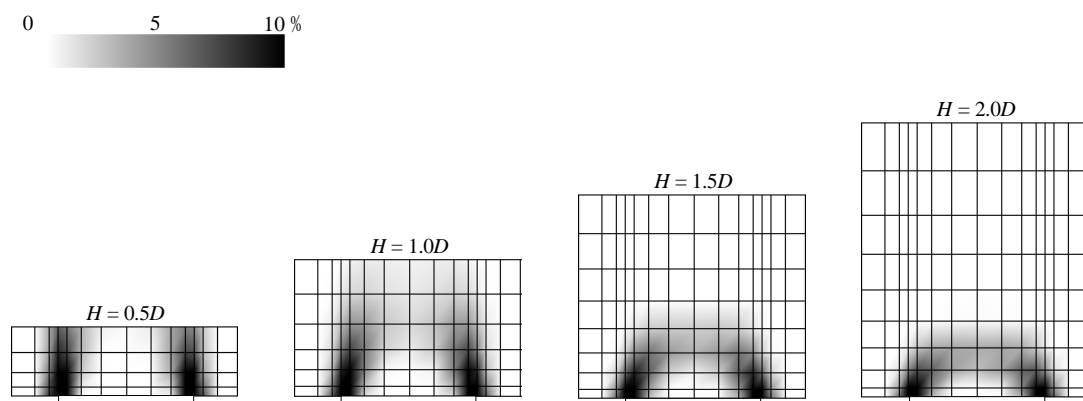 0 5 10 %
H = 2.0D
H = 1.5D
H = 1.0D
H = 0.5D